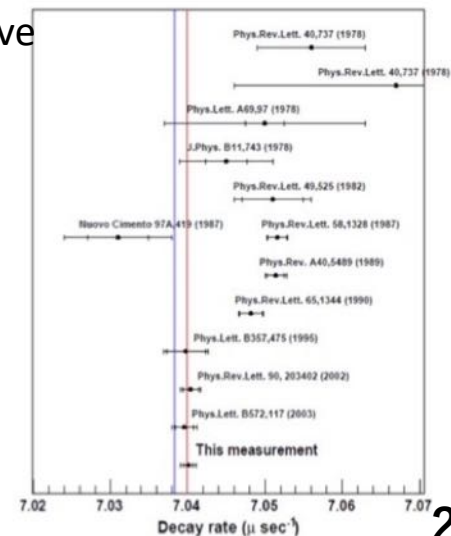 ve
Phys.Rev.Lett. 40,737 (1978)
Phys.Rev.Lett. 40,737 (1978)
Phys.Lett. A69,97 (1978)
J.Phys. B11,743 (1978)
Phys.Rev.Lett. 49,525 (1982)
Nuovo Cimento 97A,419 (1987)
Phys.Rev.Lett. 58,1328 (1987)
Phys.Rev. A40,5489 (1989)
Phys.Rev.Lett. 65,1344 (1990)
Phys.Lett. B357,475 (1995)
Phys.Rev.Lett. 90, 203402 (2002)
Phys.Lett. B572,117 (2003)
This measurement
7.02 7.03 7.04 7.05 7.06 7.07
Decay rate (μ sec⁻¹)
2